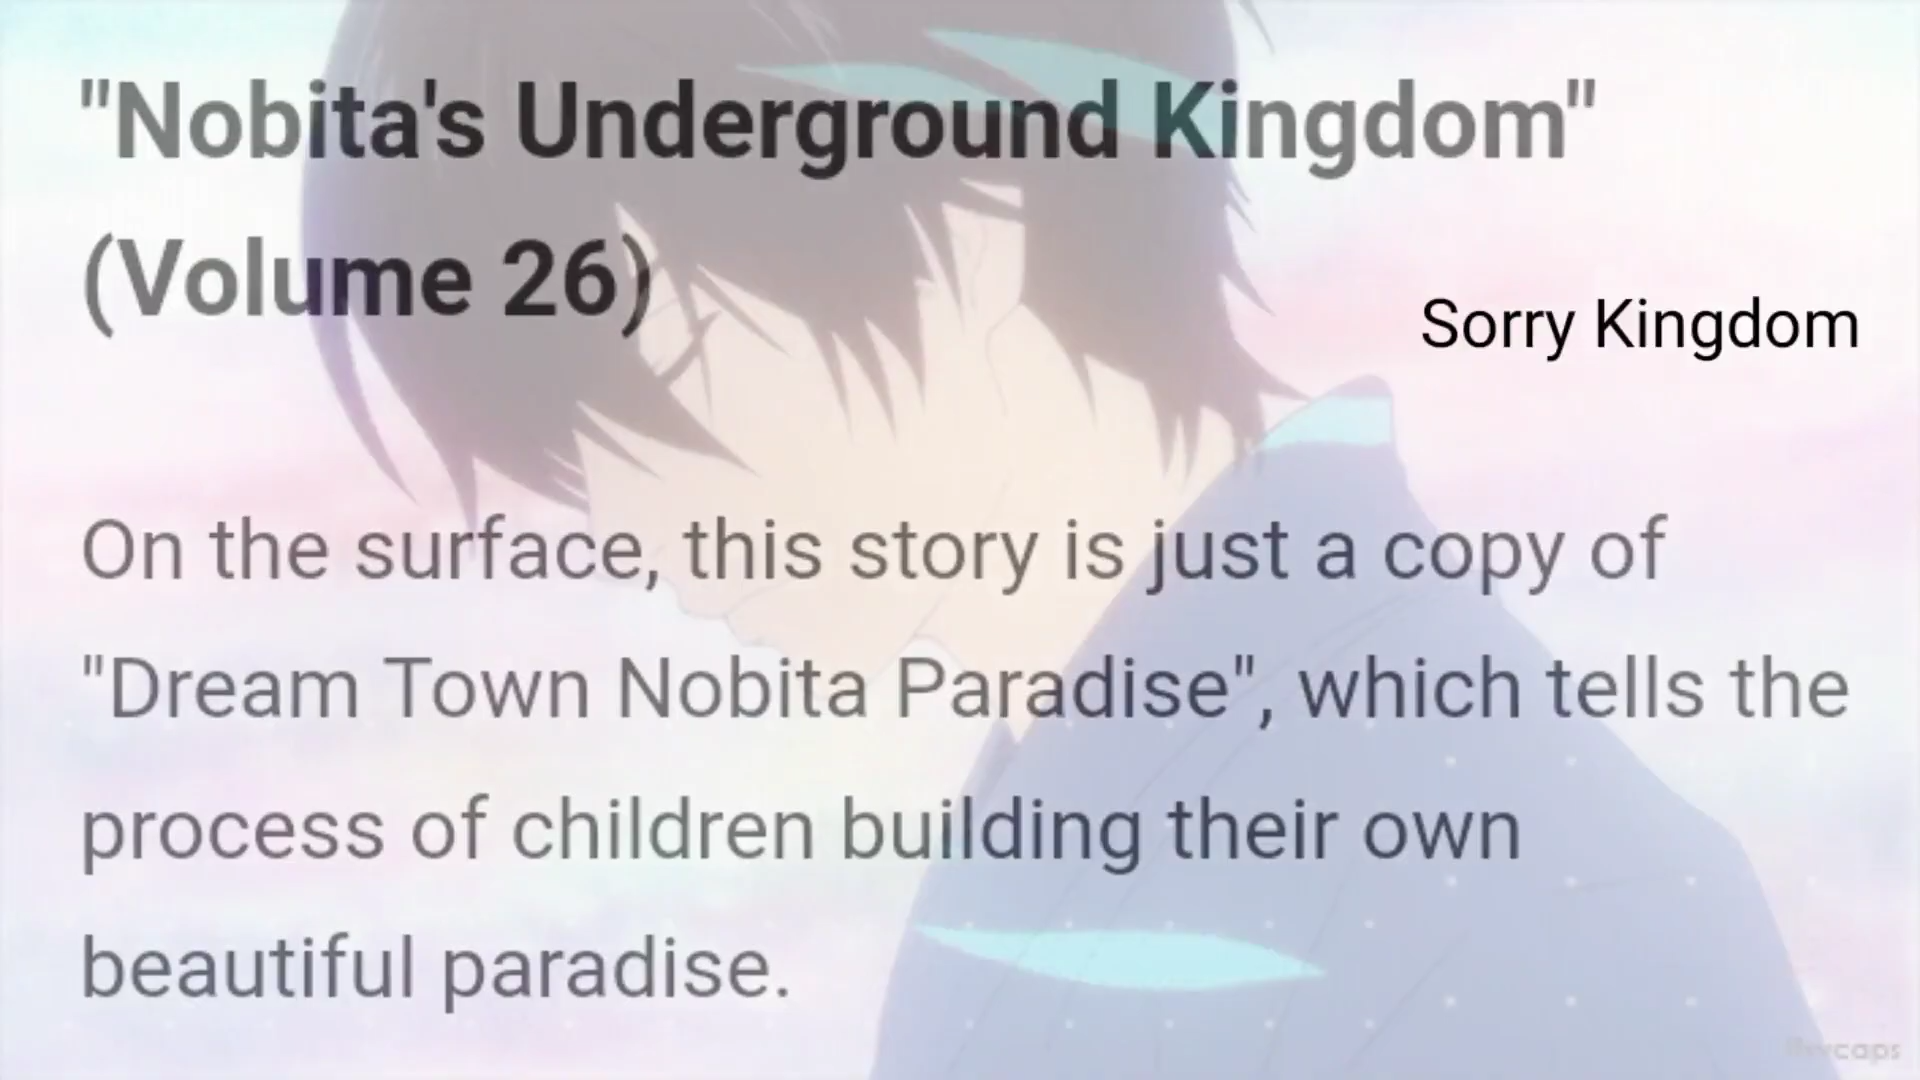 "Nobita's Underground Kingdom"
(Volume 26)
Sorry Kingdom
On the surface, this story is just a copy of
"Dream Town Nobita Paradise", which tells the
process of children building their own
beautiful paradise.